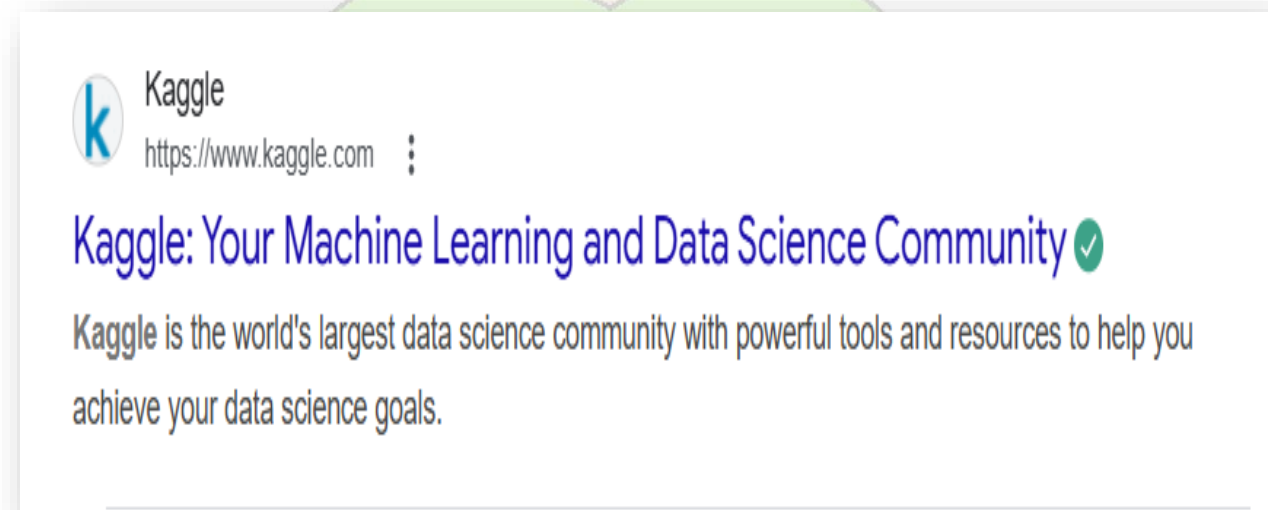 k
Kaggle
https://www.kaggle.com
Kaggle: Your Machine Learning and Data Science Community
Kaggle is the world's largest data science community with powerful tools and resources to help you
achieve your data science goals.